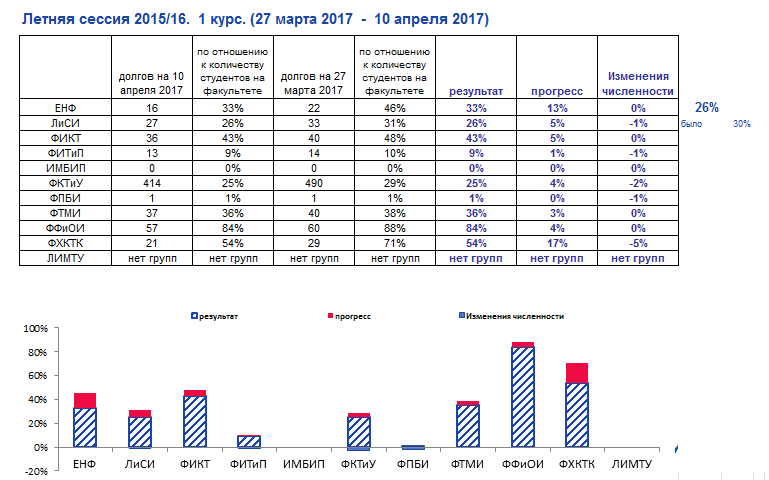 Летняя сессия 2015/16. 1 курс. (27 марта 2017 - 10 апреля 2017)
долгов на 10 апреля 2017 по отношению к количеству студентов на факультете долгов на 27 марта 2017 по отношению к количеству студентов на факультете результат прогресс Изменения численности
ЕНФ 16 33% 22 46% 33% 13% 0% 26%
ЛиСИ 27 26% 33 31% 26% 5% -1% было 30%
ФИКТ 36 43% 40 48% 43% 5% 0%
ФИТиП 13 9% 14 10% 9% 1% -1%
ИМБИП 0 0% 0 0% 0% 0% 0%
ФКТиУ 414 25% 490 29% 25% 4% -2%
ФПБИ 1 1% 1 1% 1% 0% -1%
ФТМИ 37 36% 40 38% 36% 3% 0%
ФФиОИ 57 84% 60 88% 84% 4% 0%
ФХКТК 21 54% 29 71% 54% 17% -5%
ЛИМТУ нет групп нет групп нет групп нет групп нет групп нет групп нет групп
результат прогресс Изменения численности
100%
80%
60%
40%
20%
0%
-20%
ЕНФ ЛиСИ ФИКТ ФИТиП ИМБИП ФКТиУ ФПБИ ФТМИ ФФиОИ ФХКТК ЛИМТУ